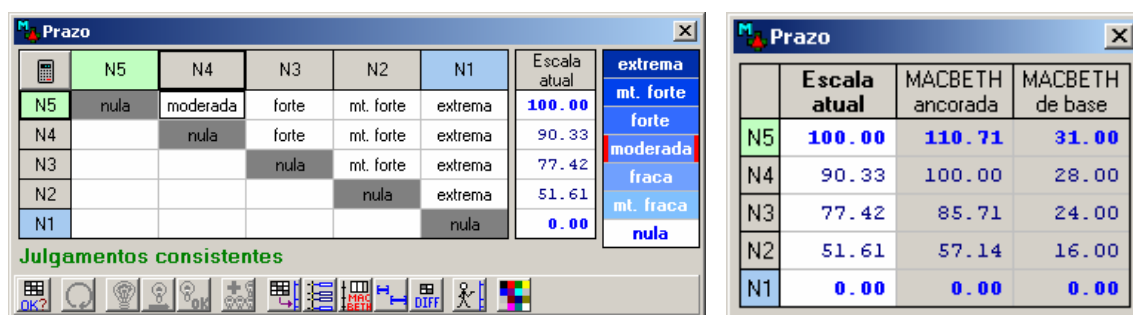 Prazo
N5 N4 N3 N2 N1 Escala atual
N5 nula moderada forte mt. forte extrema 100.00
N4 nula forte mt. forte extrema 90.33
N3 nula mt. forte extrema 77.42
N2 nula extrema 51.61
N1 nula 0.00
extrema
mt. forte
forte
moderada
fraca
mt. fraca
nula
Julgamentos consistentes
OK? OK MAC BETH DIFF
Prazo
Escala atual MACBETH ancorada MACBETH de base
N5 100.00 110.71 31.00
N4 90.33 100.00 28.00
N3 77.42 85.71 24.00
N2 51.61 57.14 16.00
N1 0.00 0.00 0.00